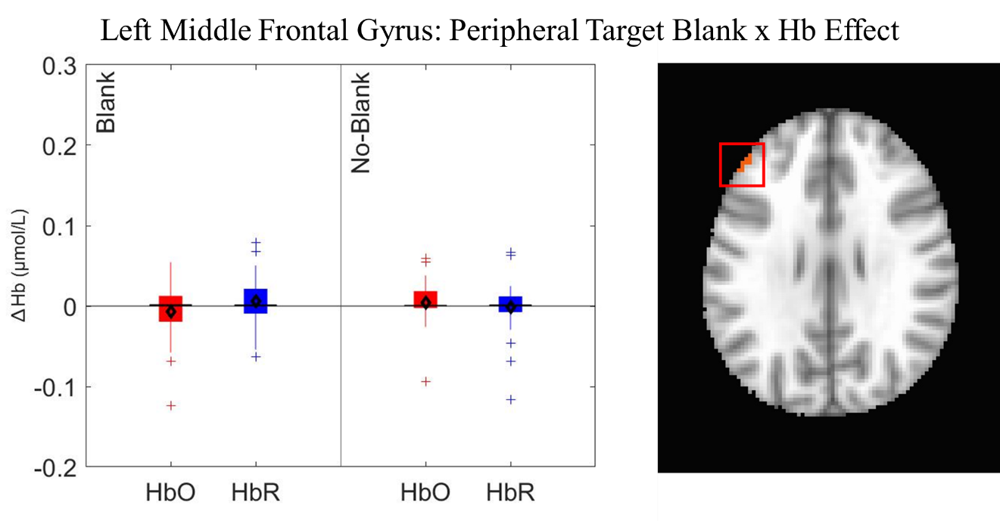 Left Middle Frontal Gyrus: Peripheral Target Blank x Hb Effect
0.3
0.2
0.1
0
-0.1
-0.2
ΔHb (μmol/L)
Blank
No-Blank
HbO HbR HbO HbR